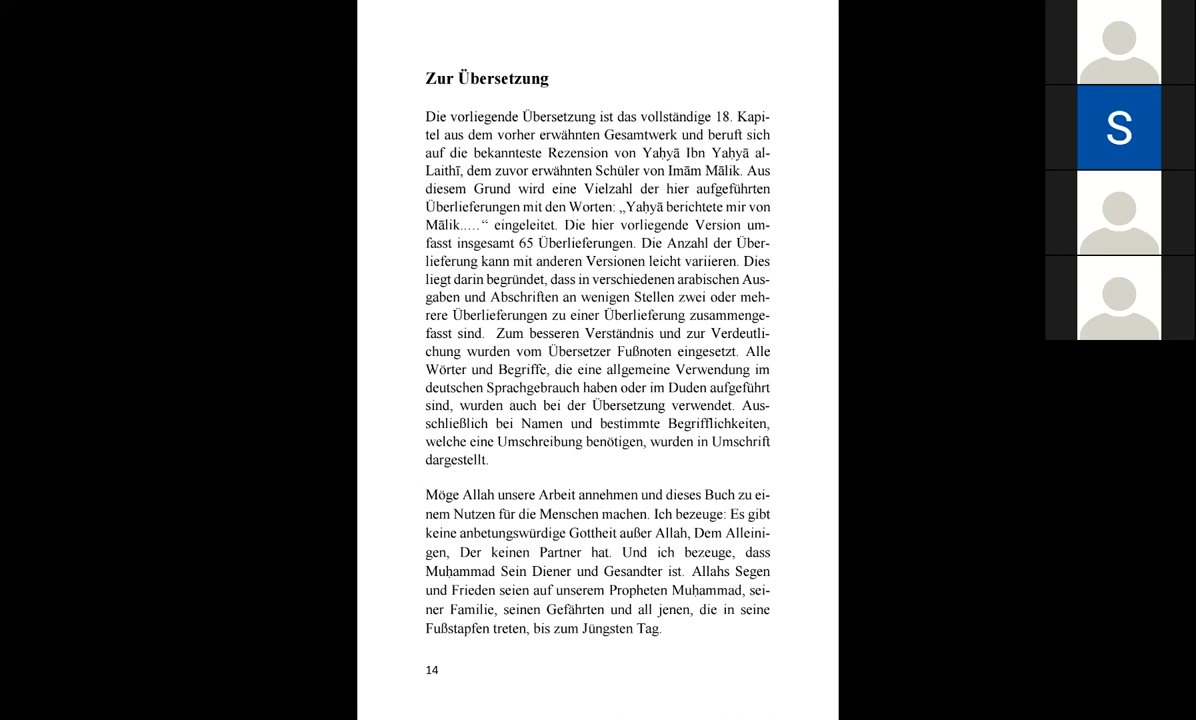 Zur Übersetzung
Die vorliegende Übersetzung ist das vollständige 18. Kapi-
tel aus dem vorher erwähnten Gesamtwerk und beruft sich
auf die bekannteste Rezension von Yaḥyā Ibn Yaḥyā al-
Laithī, dem zuvor erwähnten Schüler von Imām Mālik. Aus
diesem Grund wird eine Vielzahl der hier aufgeführten
Überlieferungen mit den Worten: „Yaḥyā berichtete mir von
Mālik.…“ eingeleitet. Die hier vorliegende Version um-
fasst insgesamt 65 Überlieferungen. Die Anzahl der Über-
lieferung kann mit anderen Versionen leicht variieren. Dies
liegt darin begründet, dass in verschiedenen arabischen Aus-
gaben und Abschriften an wenigen Stellen zwei oder meh-
rere Überlieferungen zu einer Überlieferung zusammenge-
fasst sind. Zum besseren Verständnis und zur Verdeutli-
chung wurden vom Übersetzer Fußnoten eingesetzt. Alle
Wörter und Begriffe, die eine allgemeine Verwendung im
deutschen Sprachgebrauch haben oder im Duden aufgeführt
sind, wurden auch bei der Übersetzung verwendet. Aus-
schließlich bei Namen und bestimmte Begrifflichkeiten,
welche eine Umschreibung benötigen, wurden in Umschrift
dargestellt.
Möge Allah unsere Arbeit annehmen und dieses Buch zu ei-
nem Nutzen für die Menschen machen. Ich bezeuge: Es gibt
keine anbetungswürdige Gottheit außer Allah, Dem Alleini-
gen, Der keinen Partner hat. Und ich bezeuge, dass
Muḥammad Sein Diener und Gesandter ist. Allahs Segen
und Frieden seien auf unserem Propheten Muḥammad, sei-
ner Familie, seinen Gefährten und all jenen, die in seine
Fußstapfen treten, bis zum Jüngsten Tag.
14
S